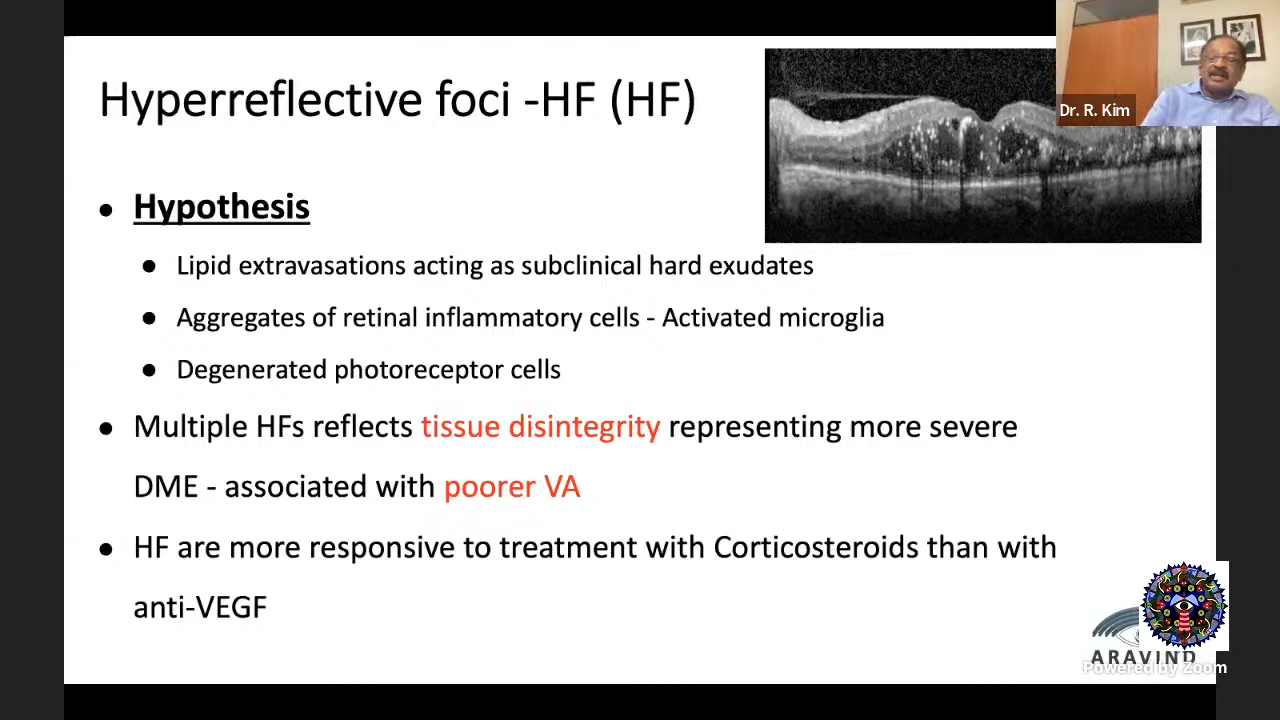 Hyperreflective foci -HF (HF)
Dr. R. Kim
● Hypothesis
● Lipid extravasations acting as subclinical hard exudates
● Aggregates of retinal inflammatory cells - Activated microglia
● Degenerated photoreceptor cells
● Multiple HFs reflects tissue disintegrity representing more severe
DME - associated with poorer VA
● HF are more responsive to treatment with Corticosteroids than with
anti-VEGF
ARAVIND
Powered by Zoom